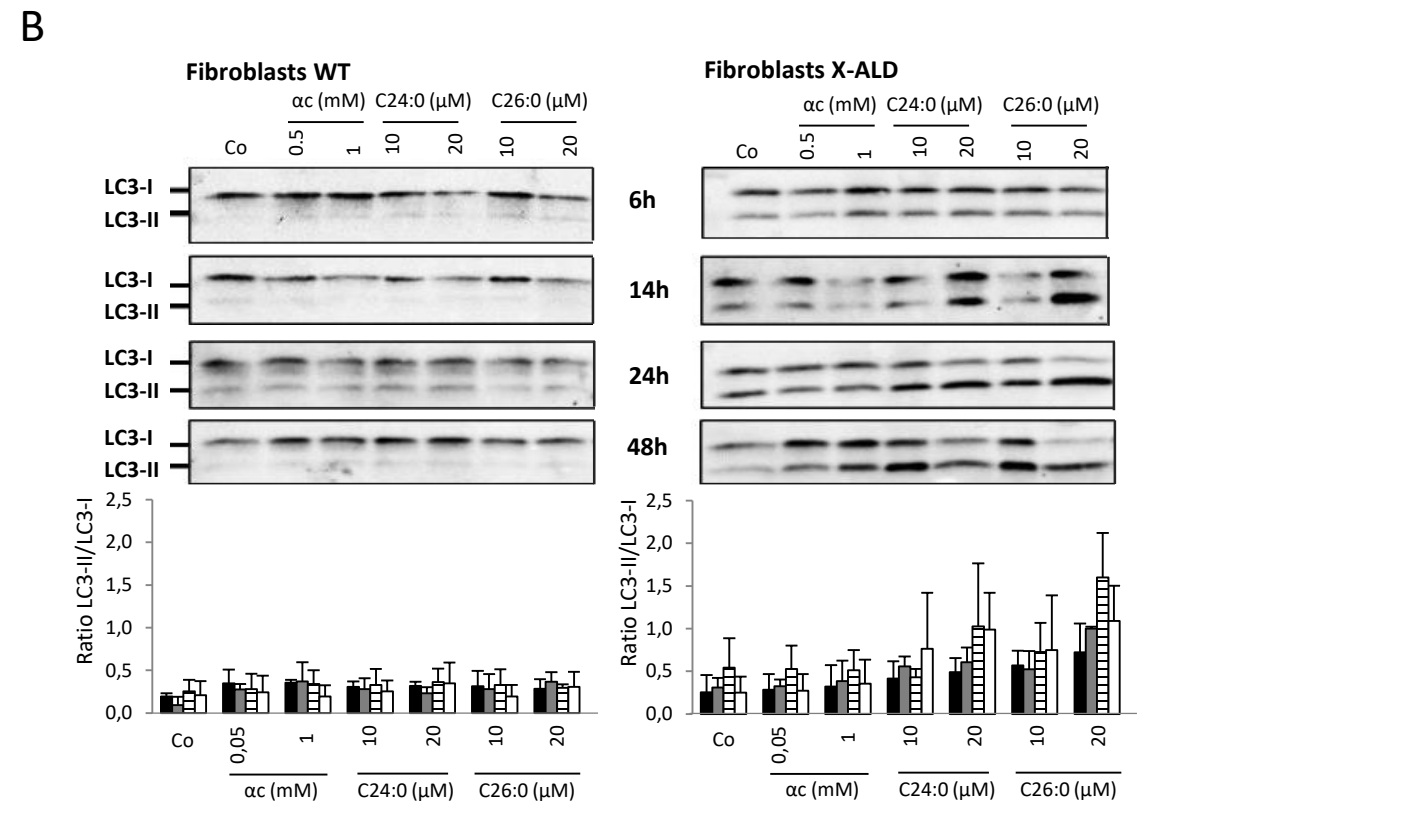 B
Fibroblasts WT
αc (mM) C24:0 (µM) C26:0 (µM)
Co 0.5 1 10 20 10 20
LC3-I
LC3-II
LC3-I
LC3-II
LC3-I
LC3-II
LC3-I
LC3-II
Fibroblasts X-ALD
αc (mM) C24:0 (µM) C26:0 (µM)
Co 0.5 1 10 20 10 20
6h
14h
24h
48h
Ratio LC3-II/LC3-I
2,5
2,0
1,5
1,0
0,5
0,0
Co 0,05 1 10 20 10 20
αc (mM) C24:0 (µM) C26:0 (µM)
Ratio LC3-II/LC3-I
2,5
2,0
1,5
1,0
0,5
0,0
Co 0,05 1 10 20 10 20
αc (mM) C24:0 (µM) C26:0 (µM)